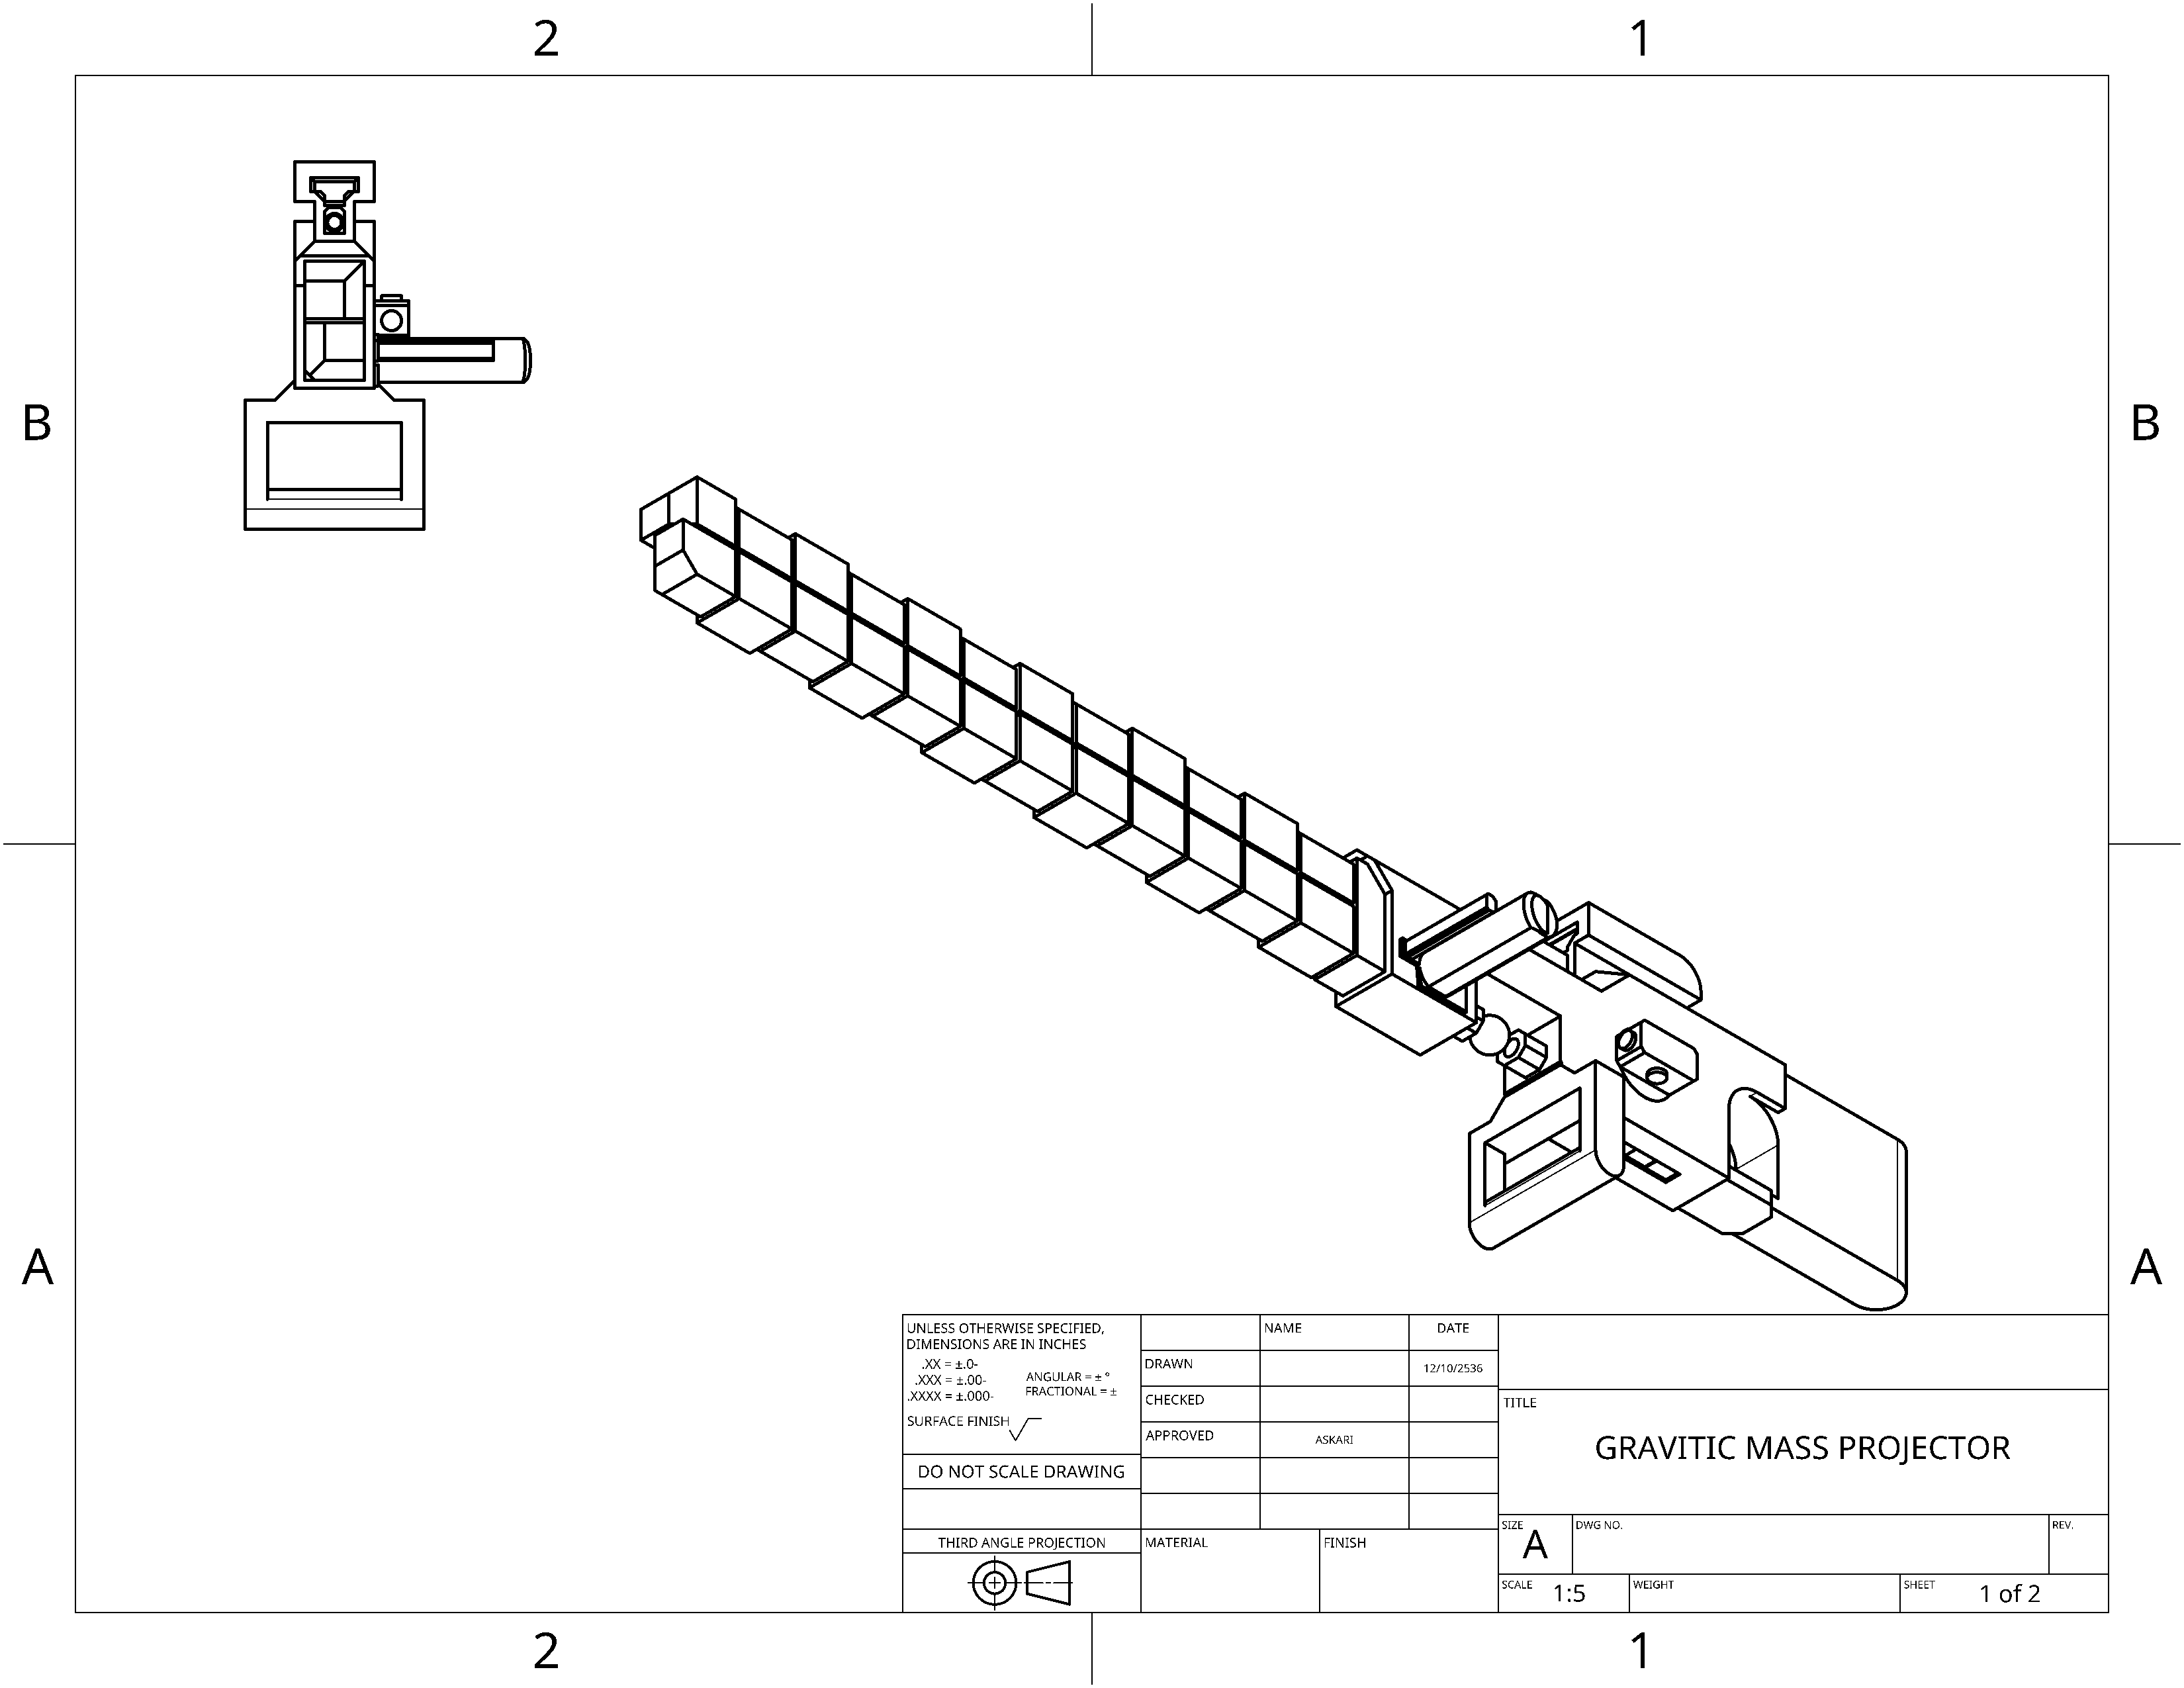 2 1
B B
A A
UNLESS OTHERWISE SPECIFIED,
DIMENSIONS ARE IN INCHES
.XX = ±.0-
.XXX = ±.00-
.XXXX = ±.000-
ANGULAR = ± °
FRACTIONAL = ±
SURFACE FINISH
DO NOT SCALE DRAWING
THIRD ANGLE PROJECTION
NAME DATE
DRAWN 12/10/2536
CHECKED
APPROVED ASKARI
MATERIAL FINISH
TITLE
GRAVITIC MASS PROJECTOR
SIZE
A
DWG NO.
REV.
SCALE 1:5
WEIGHT
SHEET 1 of 2
2 1